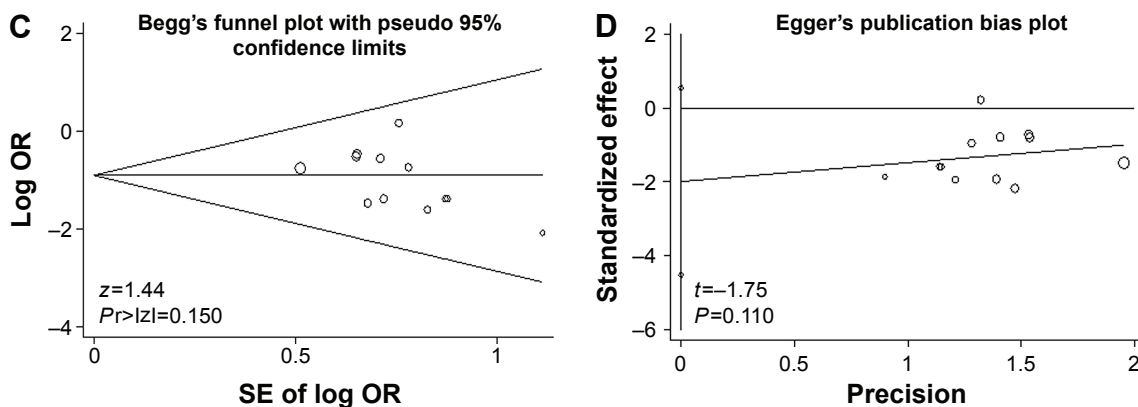 C
Begg's funnel plot with pseudo 95%
confidence limits
2
0
–2
–4
Log OR
z=1.44
Pr>|z|=0.150
0
0.5
1
SE of log OR
D
Egger's publication bias plot
2
0
–2
–4
–6
Standardized effect
t=–1.75
P=0.110
0
0.5
1
1.5
2
Precision